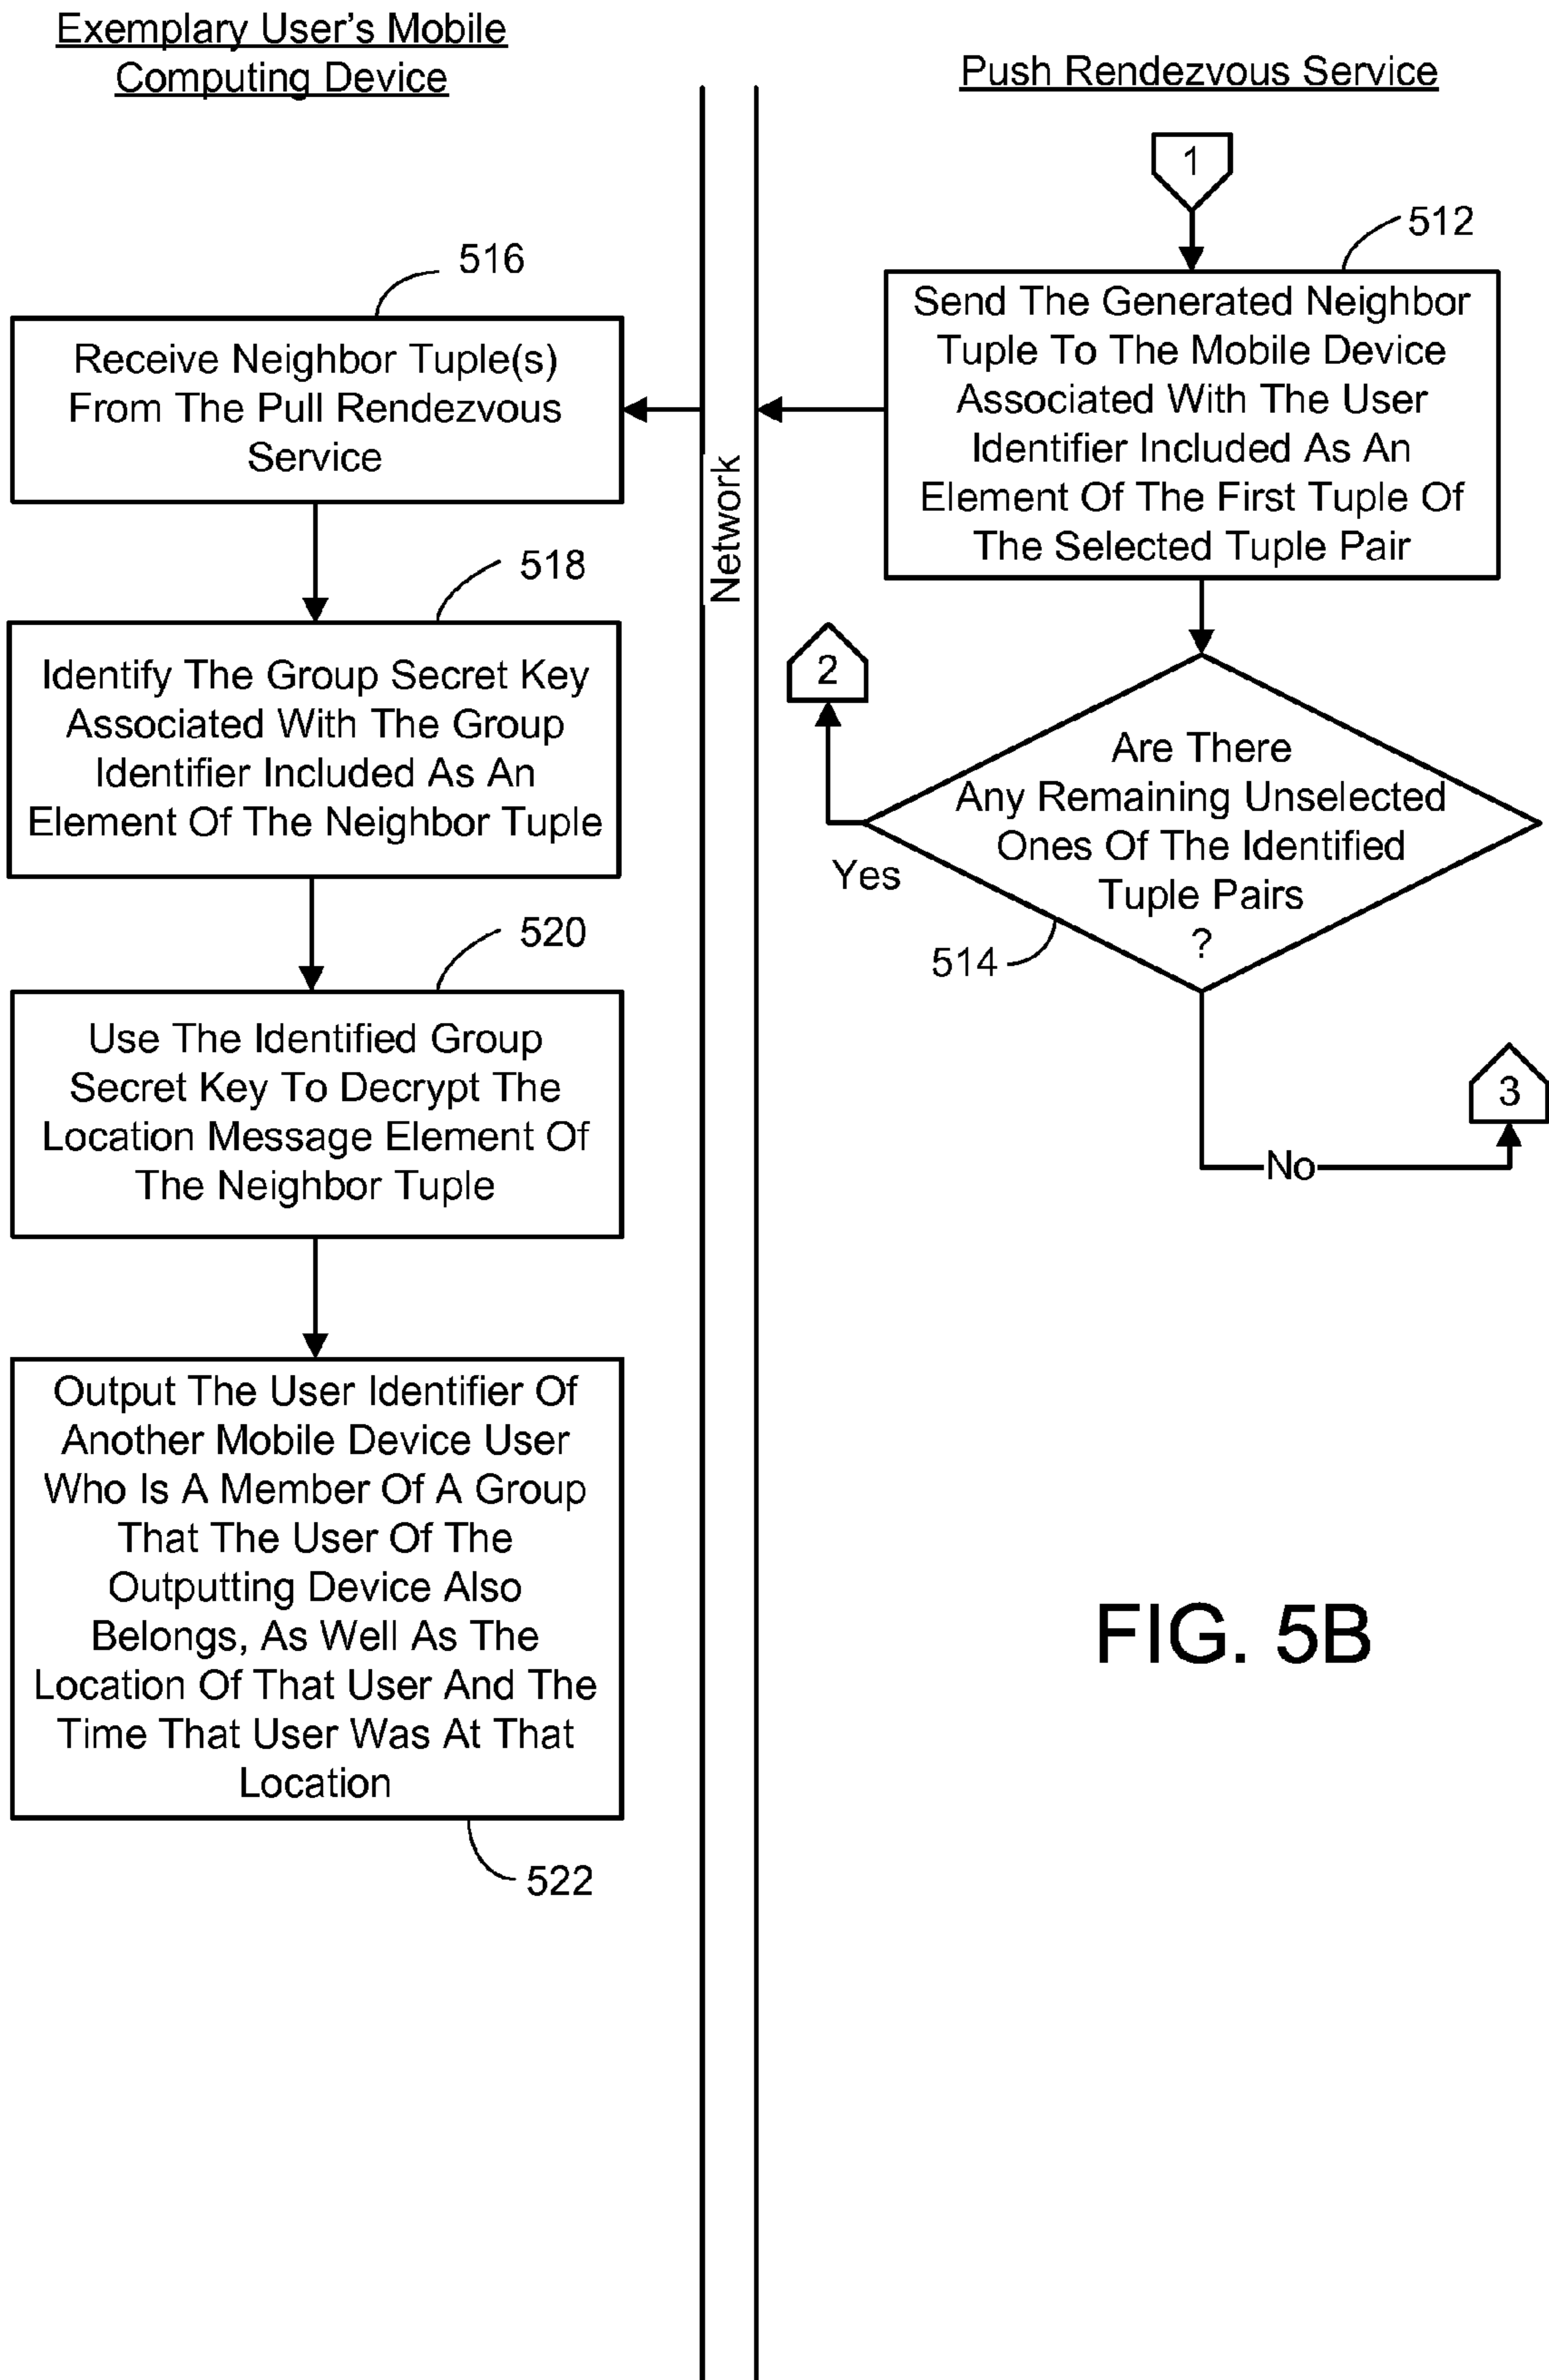 Exemplary User's Mobile
Computing Device
Push Rendezvous Service
1
512
Send The Generated Neighbor
Tuple To The Mobile Device
Associated With The User
Identifier Included As An
Element Of The First Tuple Of
The Selected Tuple Pair
516
Receive Neighbor Tuple(s)
From The Pull Rendezvous
Service
Network
518
Identify The Group Secret Key
Associated With The Group
Identifier Included As An
Element Of The Neighbor Tuple
2
Are There
Any Remaining Unselected
Ones Of The Identified
Tuple Pairs
?
Yes
514
520
Use The Identified Group
Secret Key To Decrypt The
Location Message Element Of
The Neighbor Tuple
3
No
Output The User Identifier Of
Another Mobile Device User
Who Is A Member Of A Group
That The User Of The
Outputting Device Also
Belongs, As Well As The
Location Of That User And The
Time That User Was At That
Location
522
FIG. 5B